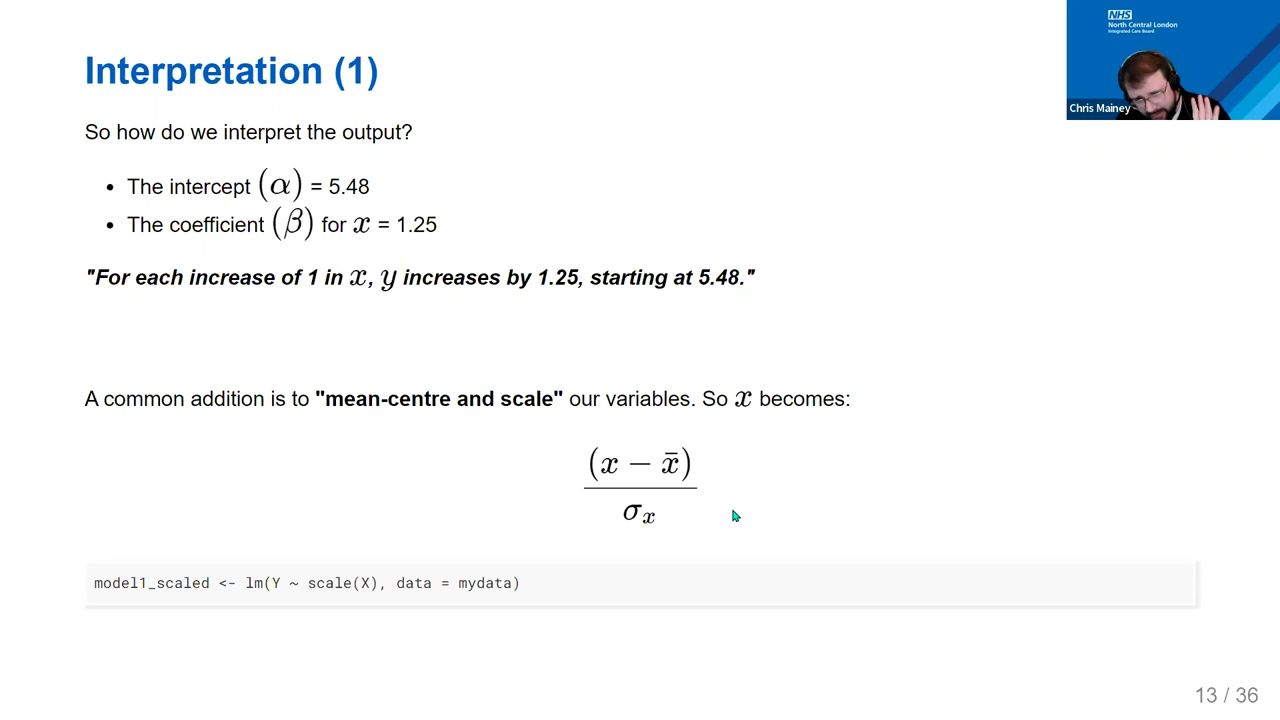 NHS
North Central London
Integrated Care Board
Chris Mainey
Interpretation (1)
So how do we interpret the output?
• The intercept (α) = 5.48
• The coefficient (β) for x = 1.25
"For each increase of 1 in x, y increases by 1.25, starting at 5.48."
A common addition is to "mean-centre and scale" our variables. So x becomes:
(x − x̄)
σx
model1_scaled <- lm(Y ~ scale(X), data = mydata)
13 / 36